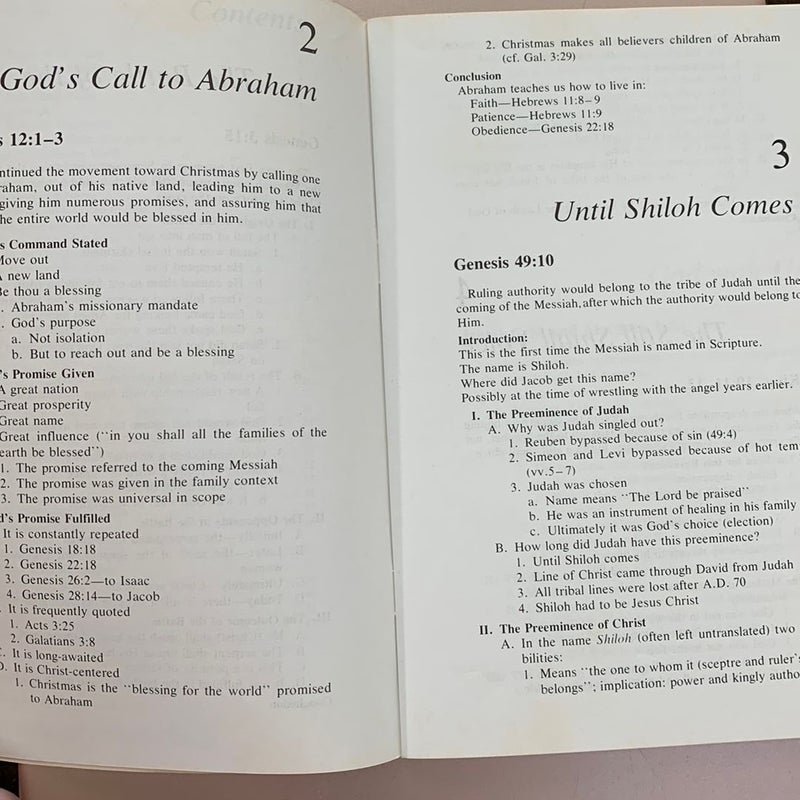 2
God's Call to Abraham
12:1–3
ntinued the movement toward Christmas by calling one
raham, out of his native land, leading him to a new
giving him numerous promises, and assuring him that
he entire world would be blessed in him.
s Command Stated
Move out
A new land
Be thou a blessing
. Abraham's missionary mandate
. God's purpose
a. Not isolation
b. But to reach out and be a blessing
's Promise Given
A great nation
Great prosperity
Great name
Great influence (“in you shall all the families of the
earth be blessed”)
1. The promise referred to the coming Messiah
2. The promise was given in the family context
3. The promise was universal in scope
d's Promise Fulfilled
It is constantly repeated
1. Genesis 18:18
2. Genesis 22:18
3. Genesis 26:2—to Isaac
4. Genesis 28:14—to Jacob
. It is frequently quoted
1. Acts 3:25
2. Galatians 3:8
C. It is long-awaited
D. It is Christ-centered
1. Christmas is the “blessing for the world” promised
to Abraham
2. Christmas makes all believers children of Abraham
(cf. Gal. 3:29)
Conclusion
Abraham teaches us how to live in:
Faith—Hebrews 11:8–9
Patience—Hebrews 11:9
Obedience—Genesis 22:18
3
Until Shiloh Comes
Genesis 49:10
Ruling authority would belong to the tribe of Judah until the
coming of the Messiah, after which the authority would belong to
Him.
Introduction:
This is the first time the Messiah is named in Scripture.
The name is Shiloh.
Where did Jacob get this name?
Possibly at the time of wrestling with the angel years earlier.
I. The Preeminence of Judah
A. Why was Judah singled out?
1. Reuben bypassed because of sin (49:4)
2. Simeon and Levi bypassed because of hot tem
(vv.5–7)
3. Judah was chosen
a. Name means “The Lord be praised”
b. He was an instrument of healing in his family
c. Ultimately it was God's choice (election)
B. How long did Judah have this preeminence?
1. Until Shiloh comes
2. Line of Christ came through David from Judah
3. All tribal lines were lost after A.D. 70
4. Shiloh had to be Jesus Christ
II. The Preeminence of Christ
A. In the name Shiloh (often left untranslated) two
bilities:
1. Means “the one to whom it (sceptre and ruler's
belongs”; implication: power and kingly autho